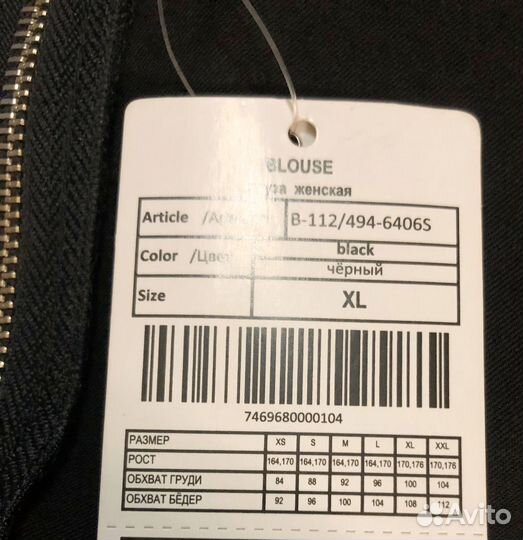 BLOUSE
женская
Article B-112/494-6406S
black
Color /Цвет
чёрный
Size XL
7469680000104
РАЗМЕР XS S M L XL XXL
РОСТ 164,170 164,170 164,170 164,170 170,176 170,176
ОБХВАТ ГРУДИ 84 88 92 96 100 104
ОБХВАТ БЁДЕР 92 96 100 104 108 112
Avito